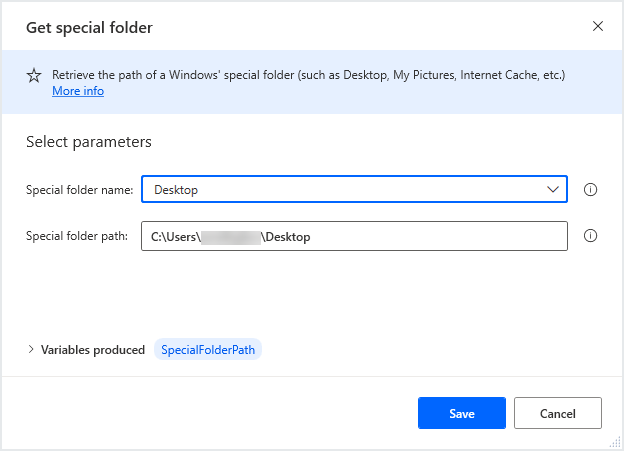 Get special folder
Retrieve the path of a Windows' special folder (such as Desktop, My Pictures, Internet Cache, etc.)
More info
Select parameters
Special folder name: Desktop
Special folder path: C:\Users\ \Desktop
Variables produced SpecialFolderPath
Save Cancel